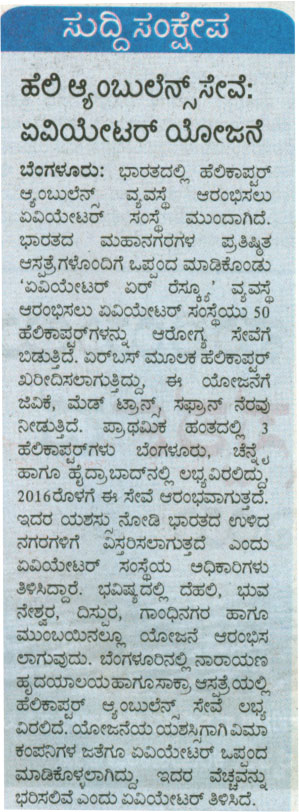 ಸುದ್ದಿ ಸಂಕ್ಷೇಪ
ಹೆಲಿ ಆ್ಯಂಬುಲೆನ್ಸ್ ಸೇವೆ:
ಏವಿಯೇಟರ್ ಯೋಜನೆ
ಬೆಂಗಳೂರು: ಭಾರತದಲ್ಲಿ ಹೆಲಿಕಾಪ್ಟರ್
ಆ್ಯಂಬುಲೆನ್ಸ್ ವ್ಯವಸ್ಥೆ ಆರಂಭಿಸಲು
ಏವಿಯೇಟರ್ ಸಂಸ್ಥೆ ಮುಂದಾಗಿದೆ.
ಭಾರತದ ಮಹಾನಗರಗಳ ಪ್ರತಿಷ್ಠಿತ
ಆಸ್ಪತ್ರೆಗಳೊಂದಿಗೆ ಒಪ್ಪಂದ ಮಾಡಿಕೊಂಡು
'ಏವಿಯೇಟರ್ ಏರ್ ರೆಸ್ಕ್ಯೂ' ವ್ಯವಸ್ಥೆ
ಆರಂಭಿಸಲು ಏವಿಯೇಟರ್ ಸಂಸ್ಥೆಯು 50
ಹೆಲಿಕಾಪ್ಟರ್‌ಗಳನ್ನು ಆರೋಗ್ಯ ಸೇವೆಗೆ
ಬಿಡುತ್ತಿದೆ. ಏರ್‌ಬಸ್ ಮೂಲಕ ಹೆಲಿಕಾಪ್ಟರ್
ಖರೀದಿಸಲಾಗುತ್ತಿದ್ದು, ಈ ಯೋಜನೆಗೆ
ಜಿವಿಕೆ, ಮೆಡ್ ಟ್ರಾನ್ಸ್, ಸಫ್ರಾನ್ ನೆರವು
ನೀಡುತ್ತಿದೆ. ಪ್ರಾಥಮಿಕ ಹಂತದಲ್ಲಿ 3
ಹೆಲಿಕಾಪ್ಟರ್‌ಗಳು ಬೆಂಗಳೂರು, ಚೆನ್ನೈ
ಹಾಗೂ ಹೈದ್ರಾಬಾದ್‌ನಲ್ಲಿ ಲಭ್ಯವಿರಲಿದ್ದು,
2016ರೊಳಗೆ ಈ ಸೇವೆ ಆರಂಭವಾಗುತ್ತದೆ.
ಇದರ ಯಶಸ್ಸು ನೋಡಿ ಭಾರತದ ಉಳಿದ
ನಗರಗಳಿಗೆ ವಿಸ್ತರಿಸಲಾಗುತ್ತದೆ ಎಂದು
ಏವಿಯೇಟರ್ ಸಂಸ್ಥೆಯ ಅಧಿಕಾರಿಗಳು
ತಿಳಿಸಿದ್ದಾರೆ. ಭವಿಷ್ಯದಲ್ಲಿ ದೆಹಲಿ, ಭುವ
ನೇಶ್ವರ, ದಿಸ್ಪುರ, ಗಾಂಧಿನಗರ ಹಾಗೂ
ಮುಂಬಯಿನಲ್ಲೂ ಯೋಜನೆ ಆರಂಭಿಸ
ಲಾಗುವುದು. ಬೆಂಗಳೂರಿನಲ್ಲಿ ನಾರಾಯಣ
ಹೃದಯಾಲಯ ಹಾಗೂ ಸಾಕ್ರಾ ಆಸ್ಪತ್ರೆಯಲ್ಲಿ
ಹೆಲಿಕಾಪ್ಟರ್ ಆ್ಯಂಬುಲೆನ್ಸ್ ಸೇವೆ ಲಭ್ಯ
ವಿರಲಿದೆ. ಯೋಜನೆಯ ಯಶಸ್ಸಿಗಾಗಿ ವಿಮಾ
ಕಂಪನಿಗಳ ಜತೆಗೂ ಏವಿಯೇಟರ್ ಒಪ್ಪಂದ
ಮಾಡಿಕೊಳ್ಳಲಾಗಿದ್ದು, ಇದರ ವೆಚ್ಚವನ್ನು
ಭರಿಸಲಿವೆ ಎಂದು ಏವಿಯೇಟರ್ ತಿಳಿಸಿದೆ.